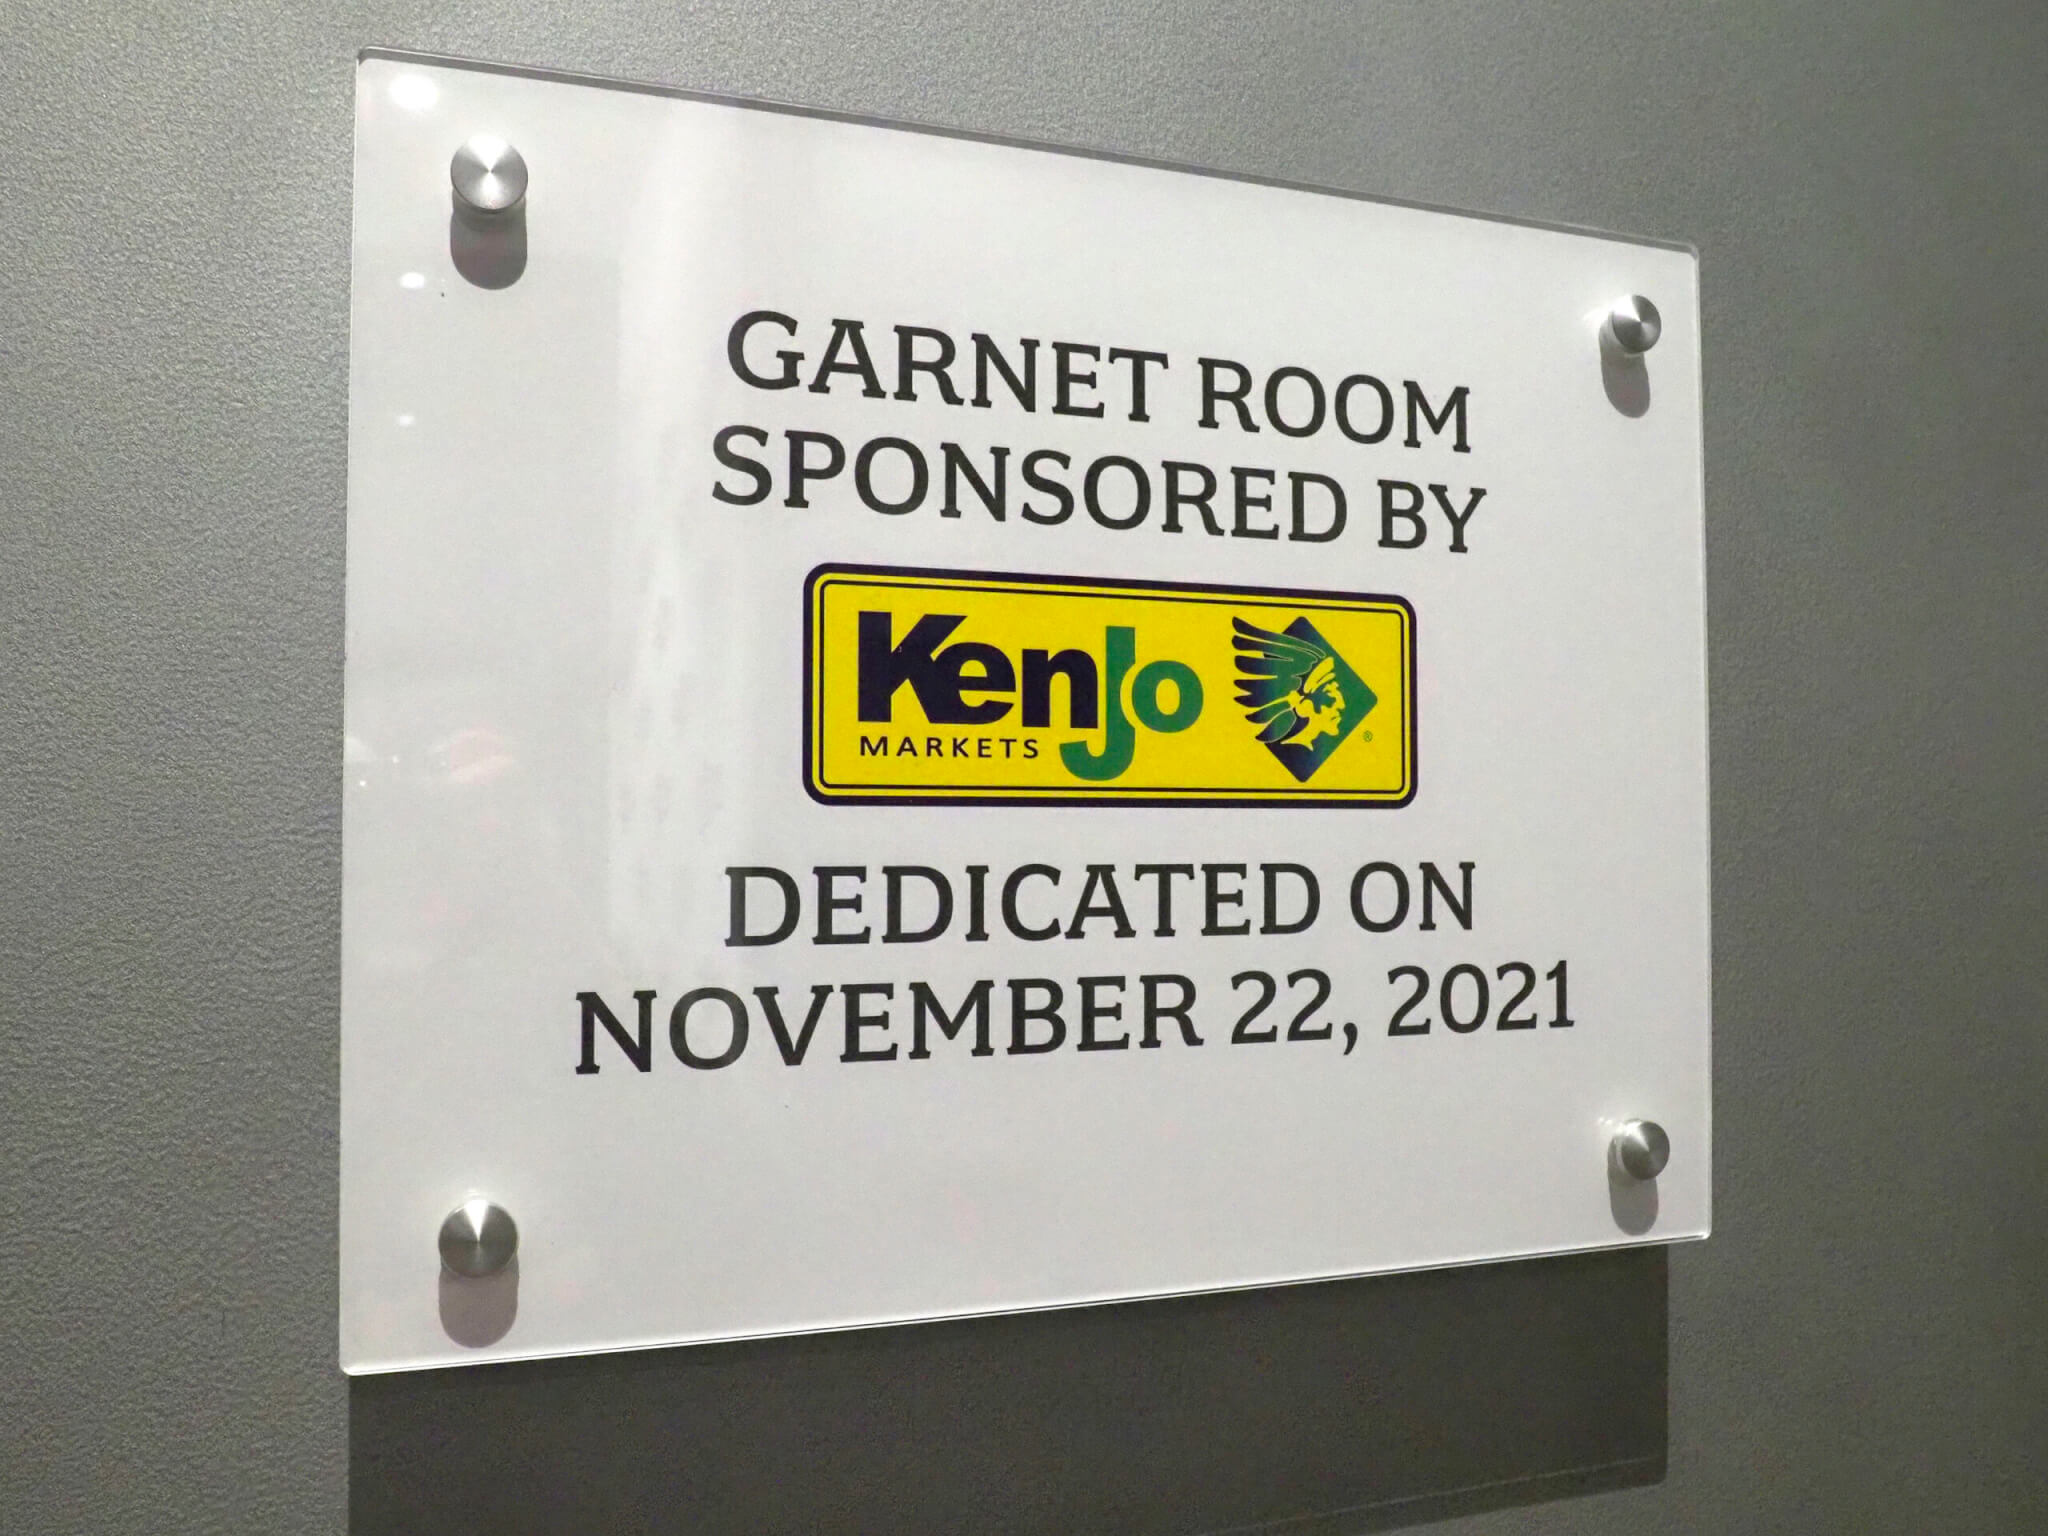 GARNET ROOM
SPONSORED BY
KenJo
MARKETS
®
DEDICATED ON
NOVEMBER 22, 2021